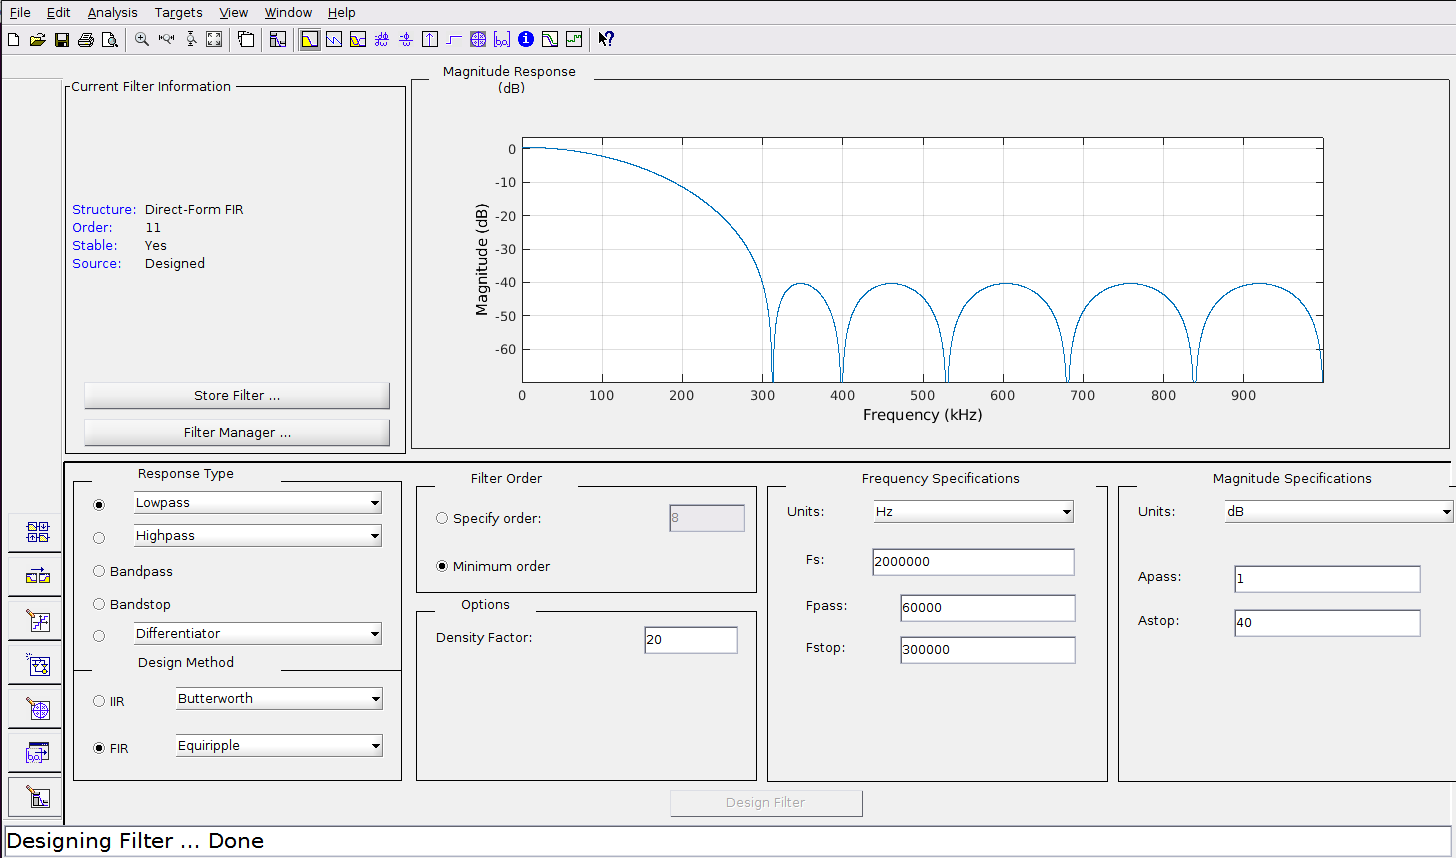 File Edit Analysis Targets View Window Help
Current Filter Information
Structure: Direct-Form FIR
Order: 11
Stable: Yes
Source: Designed
Store Filter ...
Filter Manager ...
Magnitude Response
(dB)
0
-10
-20
-30
-40
-50
-60
Magnitude (dB)
0 100 200 300 400 500 600 700 800 900
Frequency (kHz)
Response Type
Lowpass
Highpass
Bandpass
Bandstop
Differentiator
Design Method
IIR Butterworth
FIR Equiripple
Filter Order
Specify order: 8
Minimum order
Options
Density Factor: 20
Frequency Specifications
Units: Hz
Fs: 2000000
Fpass: 60000
Fstop: 300000
Magnitude Specifications
Units: dB
Apass: 1
Astop: 40
Design Filter
Designing Filter ... Done